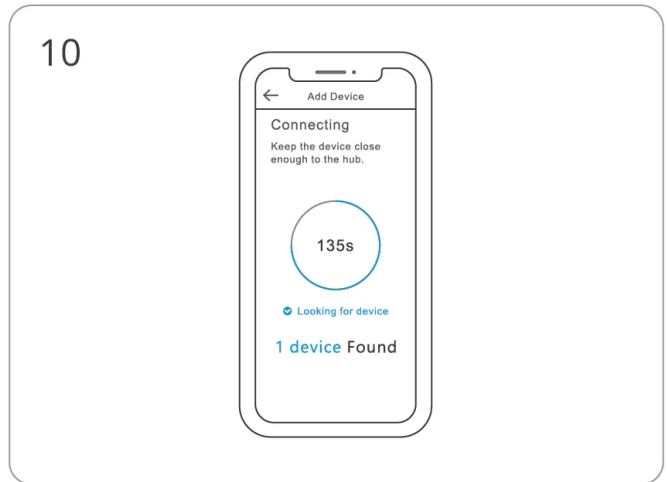 10
Add Device
Connecting
Keep the device close
enough to the hub.
135s
Looking for device
1 device Found